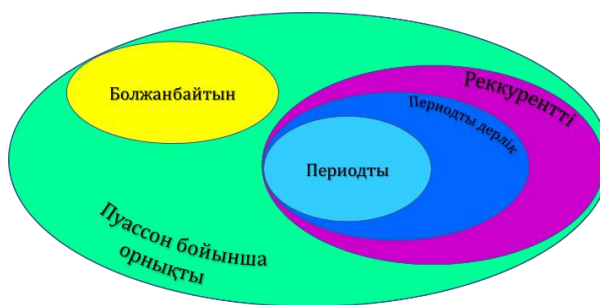 Болжанбайтын
Реккурентті
Периодты дерлік
Периодты
Пуассон бойынша
орнықты